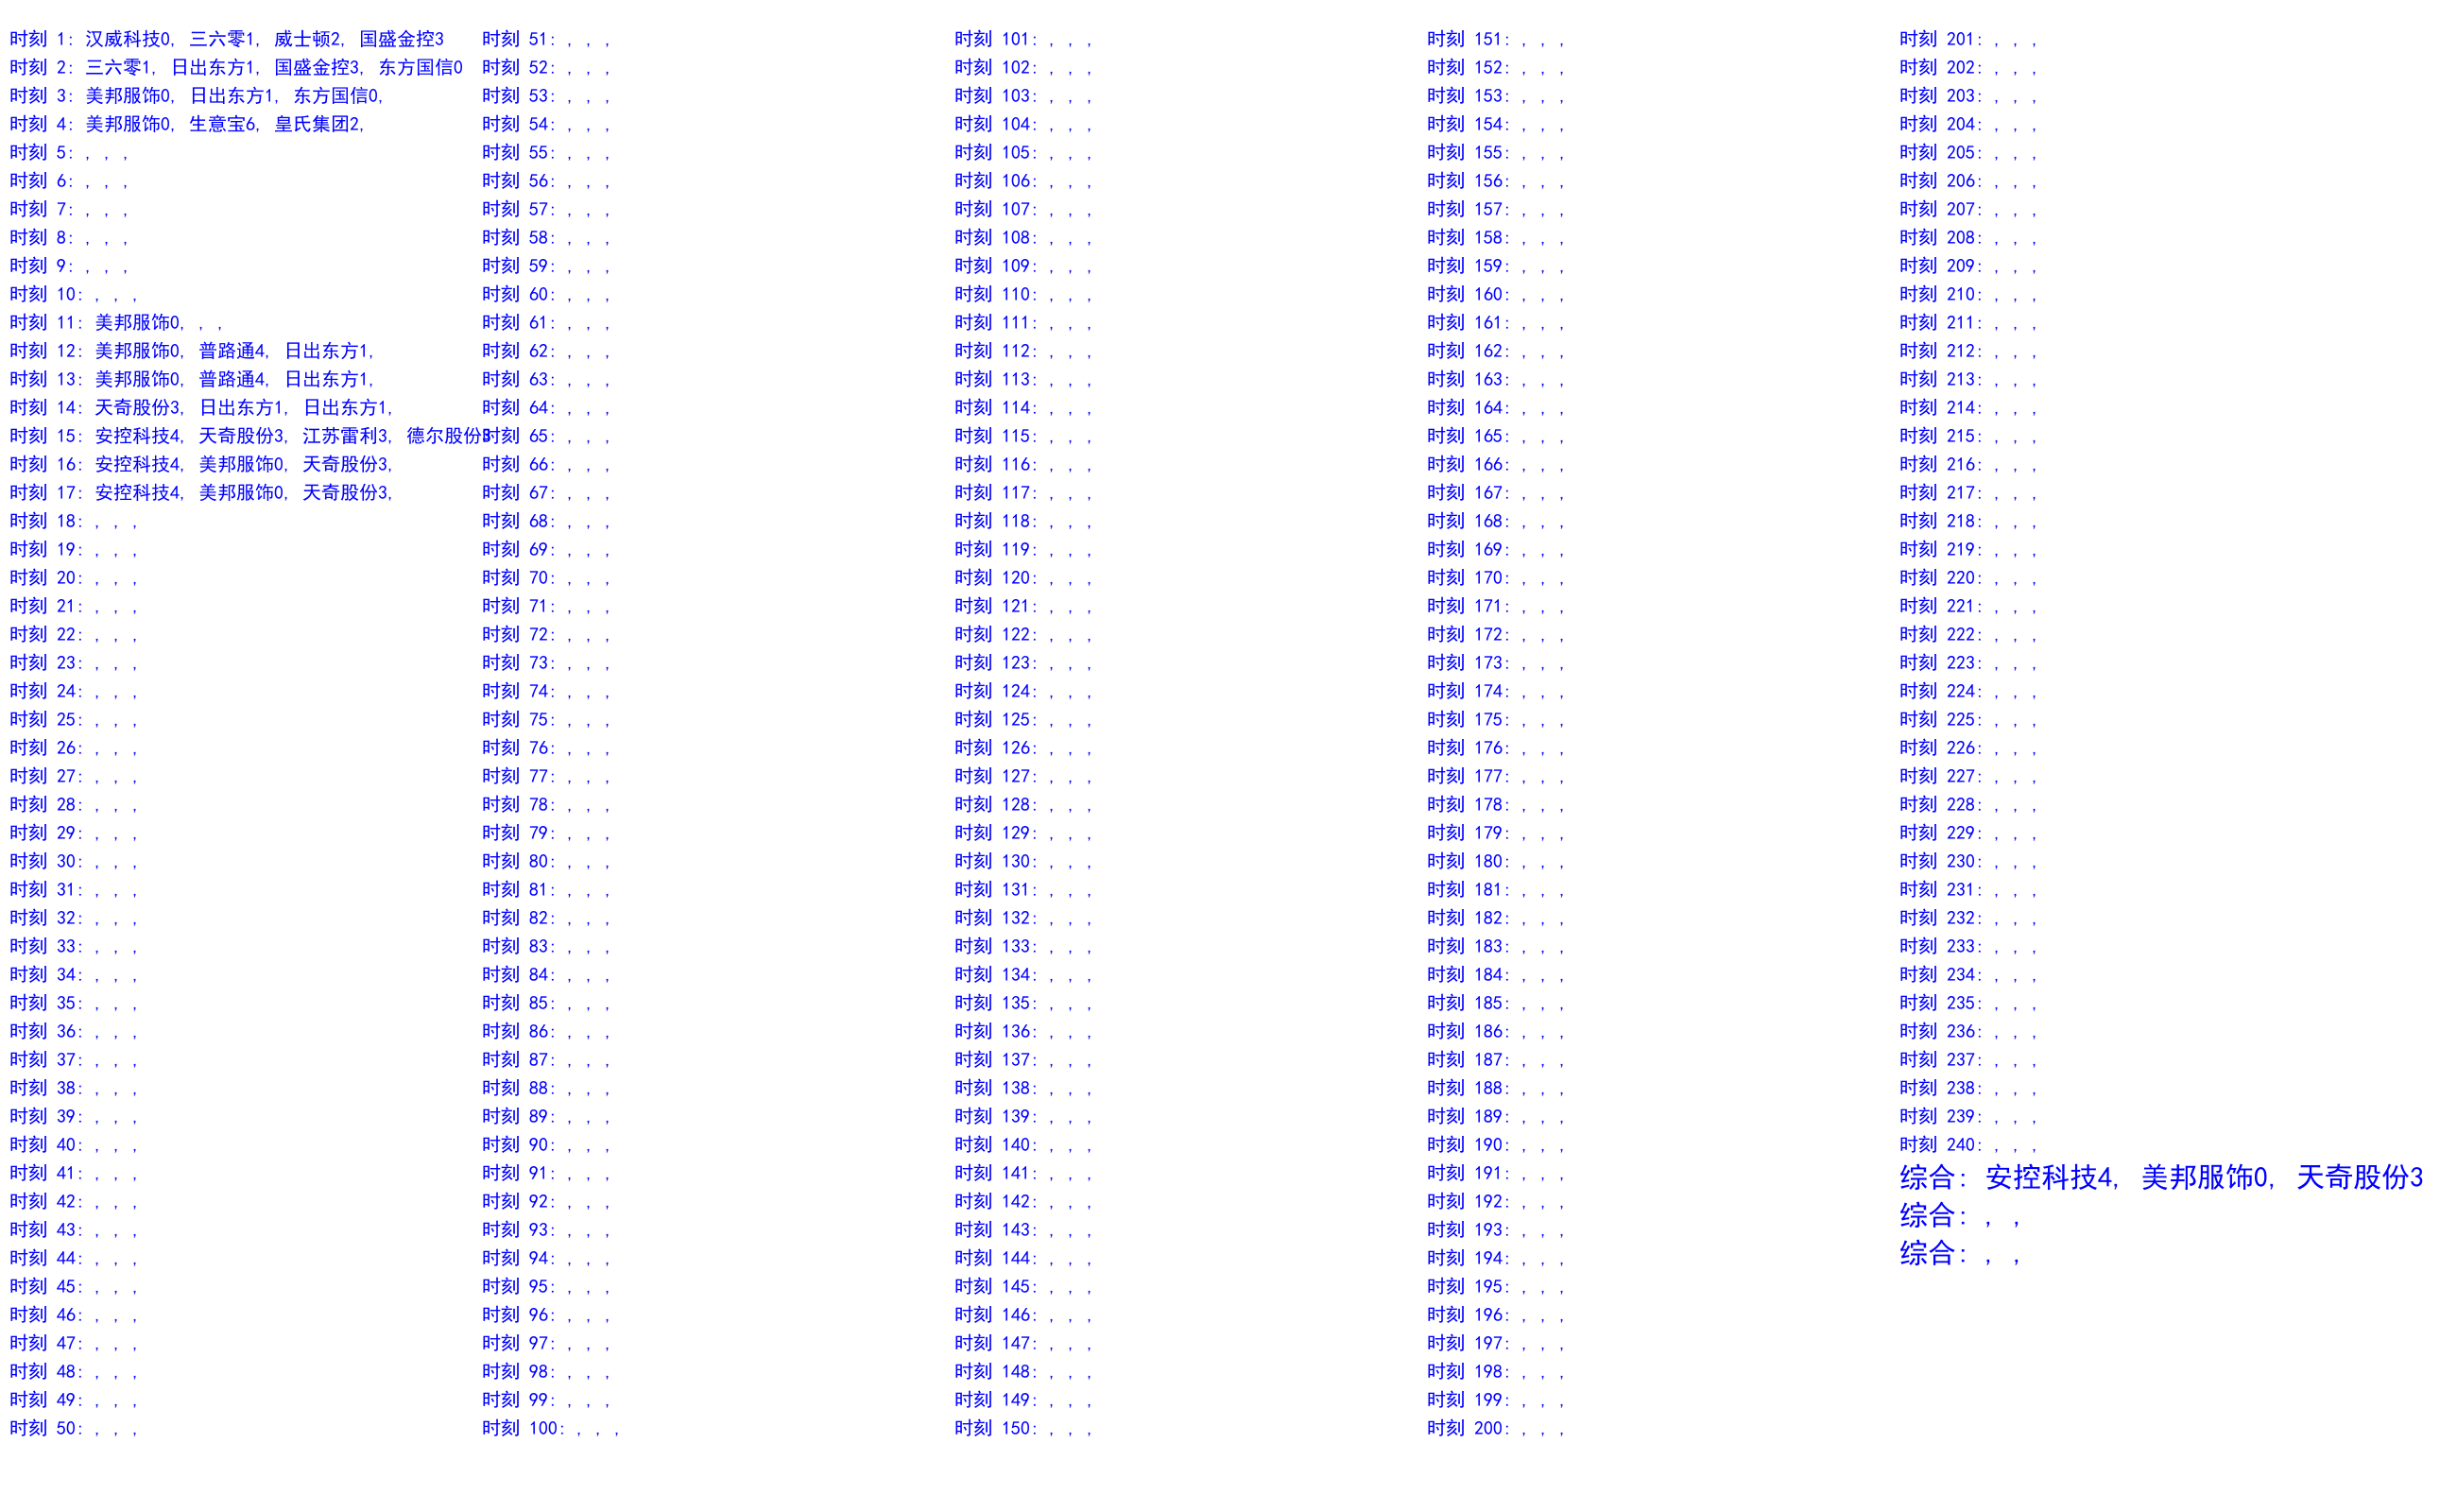 时刻 1: 汉威科技0, 三六零1, 威士顿2, 国盛金控3
时刻 2: 三六零1, 日出东方1, 国盛金控3, 东方国信0
时刻 3: 美邦服饰0, 日出东方1, 东方国信0,
时刻 4: 美邦服饰0, 生意宝6, 皇氏集团2,
时刻 5: , , ,
时刻 6: , , ,
时刻 7: , , ,
时刻 8: , , ,
时刻 9: , , ,
时刻 10: , , ,
时刻 11: 美邦服饰0, , ,
时刻 12: 美邦服饰0, 普路通4, 日出东方1,
时刻 13: 美邦服饰0, 普路通4, 日出东方1,
时刻 14: 天奇股份3, 日出东方1, 日出东方1,
时刻 15: 安控科技4, 天奇股份3, 江苏雷利3, 德尔股份3
时刻 16: 安控科技4, 美邦服饰0, 天奇股份3,
时刻 17: 安控科技4, 美邦服饰0, 天奇股份3,
时刻 18: , , ,
时刻 19: , , ,
时刻 20: , , ,
时刻 21: , , ,
时刻 22: , , ,
时刻 23: , , ,
时刻 24: , , ,
时刻 25: , , ,
时刻 26: , , ,
时刻 27: , , ,
时刻 28: , , ,
时刻 29: , , ,
时刻 30: , , ,
时刻 31: , , ,
时刻 32: , , ,
时刻 33: , , ,
时刻 34: , , ,
时刻 35: , , ,
时刻 36: , , ,
时刻 37: , , ,
时刻 38: , , ,
时刻 39: , , ,
时刻 40: , , ,
时刻 41: , , ,
时刻 42: , , ,
时刻 43: , , ,
时刻 44: , , ,
时刻 45: , , ,
时刻 46: , , ,
时刻 47: , , ,
时刻 48: , , ,
时刻 49: , , ,
时刻 50: , , ,
时刻 51: , , ,
时刻 52: , , ,
时刻 53: , , ,
时刻 54: , , ,
时刻 55: , , ,
时刻 56: , , ,
时刻 57: , , ,
时刻 58: , , ,
时刻 59: , , ,
时刻 60: , , ,
时刻 61: , , ,
时刻 62: , , ,
时刻 63: , , ,
时刻 64: , , ,
时刻 65: , , ,
时刻 66: , , ,
时刻 67: , , ,
时刻 68: , , ,
时刻 69: , , ,
时刻 70: , , ,
时刻 71: , , ,
时刻 72: , , ,
时刻 73: , , ,
时刻 74: , , ,
时刻 75: , , ,
时刻 76: , , ,
时刻 77: , , ,
时刻 78: , , ,
时刻 79: , , ,
时刻 80: , , ,
时刻 81: , , ,
时刻 82: , , ,
时刻 83: , , ,
时刻 84: , , ,
时刻 85: , , ,
时刻 86: , , ,
时刻 87: , , ,
时刻 88: , , ,
时刻 89: , , ,
时刻 90: , , ,
时刻 91: , , ,
时刻 92: , , ,
时刻 93: , , ,
时刻 94: , , ,
时刻 95: , , ,
时刻 96: , , ,
时刻 97: , , ,
时刻 98: , , ,
时刻 99: , , ,
时刻 100: , , ,
时刻 101: , , ,
时刻 102: , , ,
时刻 103: , , ,
时刻 104: , , ,
时刻 105: , , ,
时刻 106: , , ,
时刻 107: , , ,
时刻 108: , , ,
时刻 109: , , ,
时刻 110: , , ,
时刻 111: , , ,
时刻 112: , , ,
时刻 113: , , ,
时刻 114: , , ,
时刻 115: , , ,
时刻 116: , , ,
时刻 117: , , ,
时刻 118: , , ,
时刻 119: , , ,
时刻 120: , , ,
时刻 121: , , ,
时刻 122: , , ,
时刻 123: , , ,
时刻 124: , , ,
时刻 125: , , ,
时刻 126: , , ,
时刻 127: , , ,
时刻 128: , , ,
时刻 129: , , ,
时刻 130: , , ,
时刻 131: , , ,
时刻 132: , , ,
时刻 133: , , ,
时刻 134: , , ,
时刻 135: , , ,
时刻 136: , , ,
时刻 137: , , ,
时刻 138: , , ,
时刻 139: , , ,
时刻 140: , , ,
时刻 141: , , ,
时刻 142: , , ,
时刻 143: , , ,
时刻 144: , , ,
时刻 145: , , ,
时刻 146: , , ,
时刻 147: , , ,
时刻 148: , , ,
时刻 149: , , ,
时刻 150: , , ,
时刻 151: , , ,
时刻 152: , , ,
时刻 153: , , ,
时刻 154: , , ,
时刻 155: , , ,
时刻 156: , , ,
时刻 157: , , ,
时刻 158: , , ,
时刻 159: , , ,
时刻 160: , , ,
时刻 161: , , ,
时刻 162: , , ,
时刻 163: , , ,
时刻 164: , , ,
时刻 165: , , ,
时刻 166: , , ,
时刻 167: , , ,
时刻 168: , , ,
时刻 169: , , ,
时刻 170: , , ,
时刻 171: , , ,
时刻 172: , , ,
时刻 173: , , ,
时刻 174: , , ,
时刻 175: , , ,
时刻 176: , , ,
时刻 177: , , ,
时刻 178: , , ,
时刻 179: , , ,
时刻 180: , , ,
时刻 181: , , ,
时刻 182: , , ,
时刻 183: , , ,
时刻 184: , , ,
时刻 185: , , ,
时刻 186: , , ,
时刻 187: , , ,
时刻 188: , , ,
时刻 189: , , ,
时刻 190: , , ,
时刻 191: , , ,
时刻 192: , , ,
时刻 193: , , ,
时刻 194: , , ,
时刻 195: , , ,
时刻 196: , , ,
时刻 197: , , ,
时刻 198: , , ,
时刻 199: , , ,
时刻 200: , , ,
时刻 201: , , ,
时刻 202: , , ,
时刻 203: , , ,
时刻 204: , , ,
时刻 205: , , ,
时刻 206: , , ,
时刻 207: , , ,
时刻 208: , , ,
时刻 209: , , ,
时刻 210: , , ,
时刻 211: , , ,
时刻 212: , , ,
时刻 213: , , ,
时刻 214: , , ,
时刻 215: , , ,
时刻 216: , , ,
时刻 217: , , ,
时刻 218: , , ,
时刻 219: , , ,
时刻 220: , , ,
时刻 221: , , ,
时刻 222: , , ,
时刻 223: , , ,
时刻 224: , , ,
时刻 225: , , ,
时刻 226: , , ,
时刻 227: , , ,
时刻 228: , , ,
时刻 229: , , ,
时刻 230: , , ,
时刻 231: , , ,
时刻 232: , , ,
时刻 233: , , ,
时刻 234: , , ,
时刻 235: , , ,
时刻 236: , , ,
时刻 237: , , ,
时刻 238: , , ,
时刻 239: , , ,
时刻 240: , , ,
综合: 安控科技4, 美邦服饰0, 天奇股份3
综合: , ,
综合: , ,